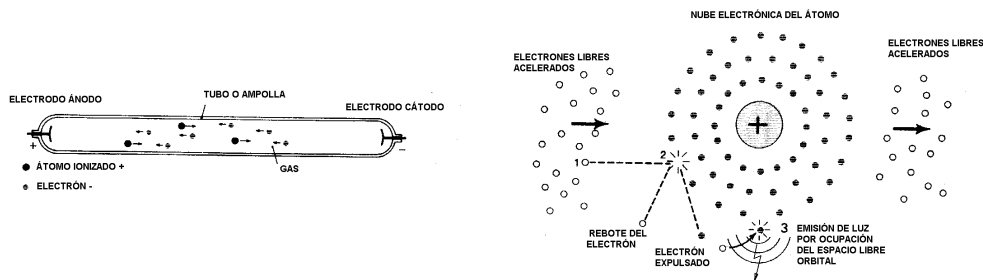 ELECTRODO ÁNODO
TUBO O AMPOLLA
ELECTRODO CÁTODO
+
−
GAS
ÁTOMO IONIZADO +
ELECTRÓN -
NUBE ELECTRÓNICA DEL ÁTOMO
ELECTRONES LIBRES
ACELERADOS
ELECTRONES LIBRES
ACELERADOS
+
1
2
REBOTE DEL
ELECTRÓN
ELECTRÓN
EXPULSADO
3
EMISIÓN DE LUZ
POR OCUPACIÓN
DEL ESPACIO LIBRE
ORBITAL